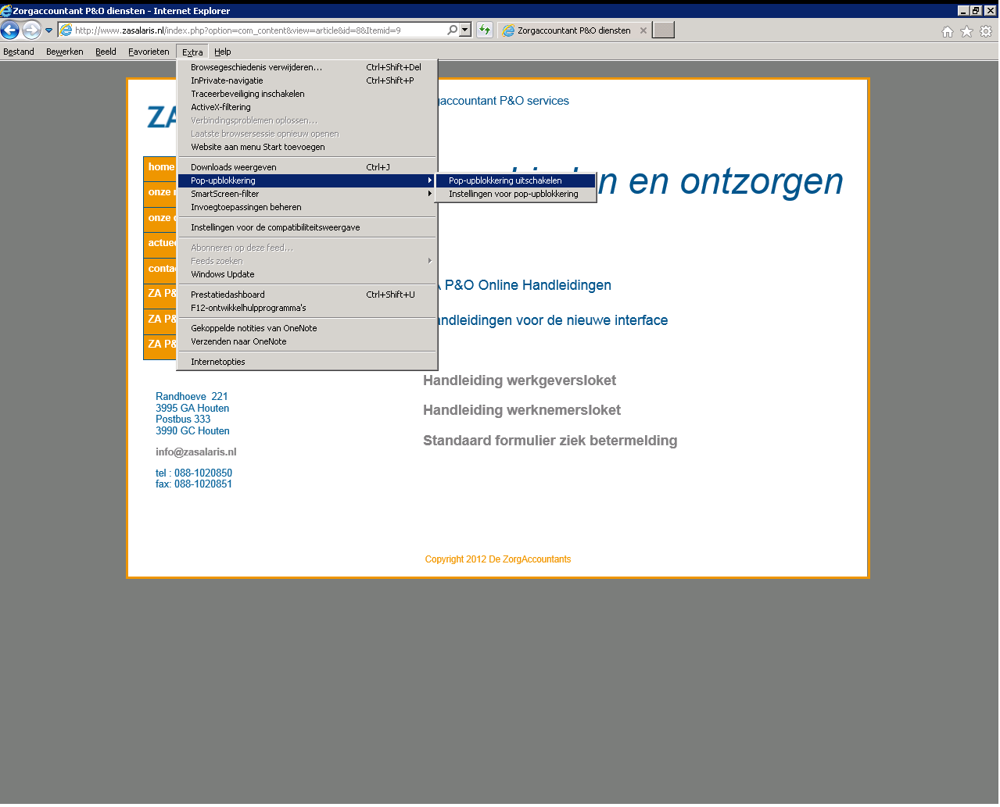 Zorgaccountant P&O diensten - Internet Explorer
http://www.zasalaris.nl/index.php?option=com_content&view=article&id=8&Itemid=9
Zorgaccountant P&O diensten
Bestand Bewerken Beeld Favorieten Extra Help
Browsegeschiedenis verwijderen... Ctrl+Shift+Del
InPrivate-navigatie Ctrl+Shift+P
Traceerbeveiliging inschakelen
ActiveX-filtering
Verbindingsproblemen oplossen...
Laatste browsersessie opnieuw openen
Website aan menu Start toevoegen
Downloads weergeven Ctrl+J
Pop-upblokkering
SmartScreen-filter
Invoegtoepassingen beheren
Instellingen voor de compatibiliteitsweergave
Abonneren op deze feed...
Feeds zoeken
Windows Update
Prestatiedashboard Ctrl+Shift+U
F12-ontwikkelhulpprogramma's
Gekoppelde notities van OneNote
Verzenden naar OneNote
Internetopties
Pop-upblokkering uitschakelen
Instellingen voor pop-upblokkering
ZA
home
onze
onze
actue
conta
ZA P&
ZA P&
ZA P&
gaccountant P&O services
n en ontzorgen
P&O Online Handleidingen
andleidingen voor de nieuwe interface
Handleiding werkgeversloket
Handleiding werknemersloket
Standaard formulier ziek betermelding
Randhoeve 221
3995 GA Houten
Postbus 333
3990 GC Houten
info@zasalaris.nl
tel : 088-1020850
fax: 088-1020851
Copyright 2012 De ZorgAccountants